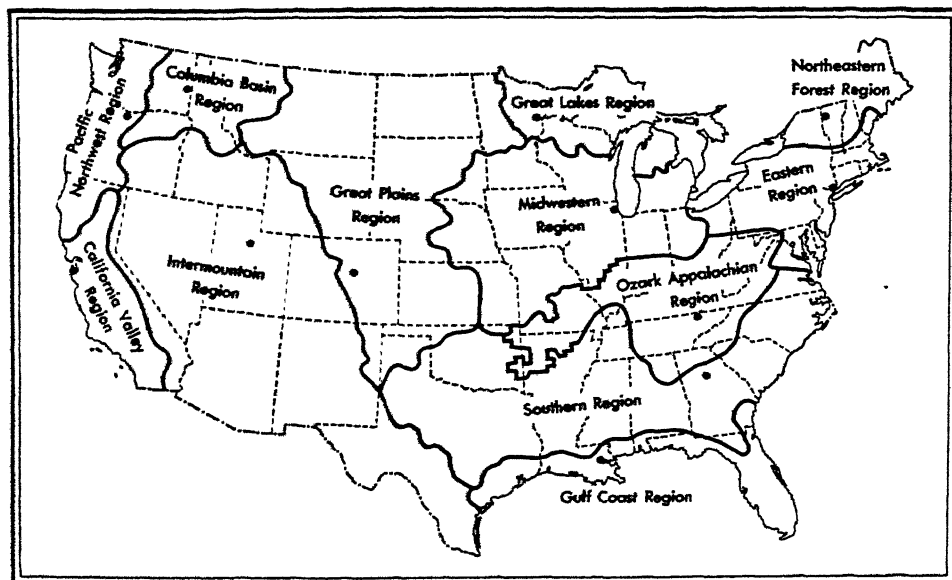 Pacific
Northwest Region
Columbia Basin
Region
Great Lakes Region
Northeastern
Forest Region
Great Plains
Region
Midwestern
Region
Eastern
Region
California Valley
Region
Intermountain
Region
Ozark Appalachian
Region
Southern Region
Gulf Coast Region